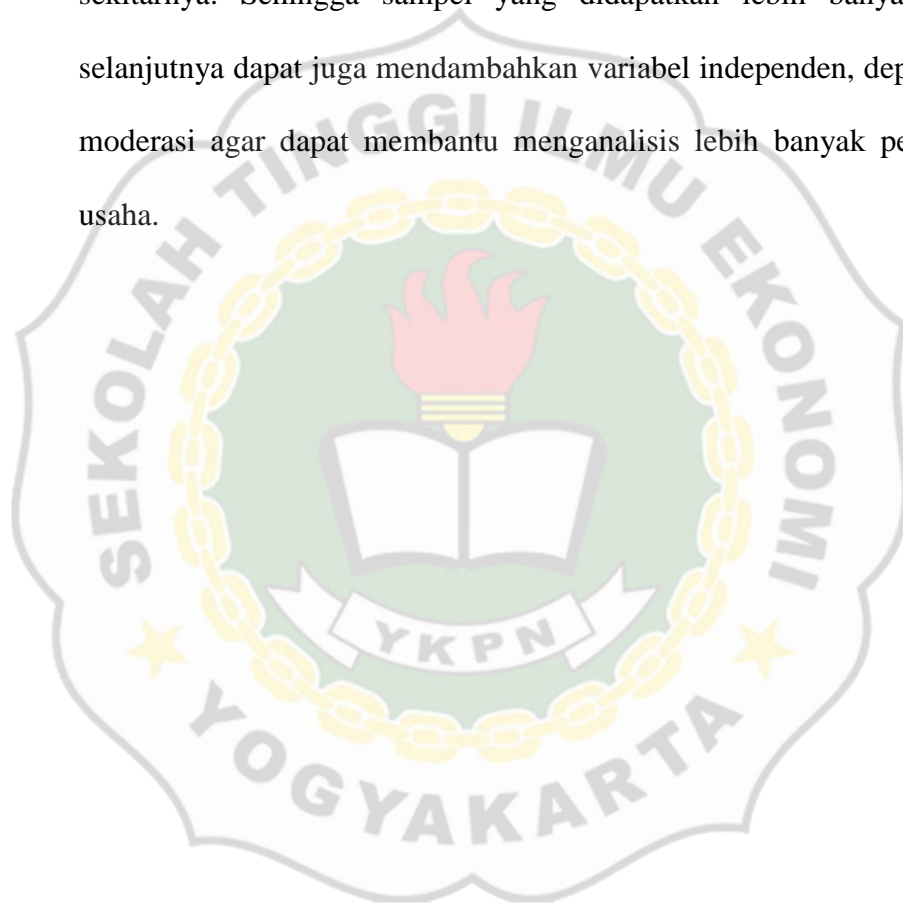 sekitarnya. Sehingga sampel yang didapatkan lebih banya
selanjutnya dapat juga mendambahkan variabel independen, dep
moderasi agar dapat membantu menganalisis lebih banyak pe
usaha.
SEKOLAH TINGGI ILMU EKONOMI
YKPN
YOGYAKARTA